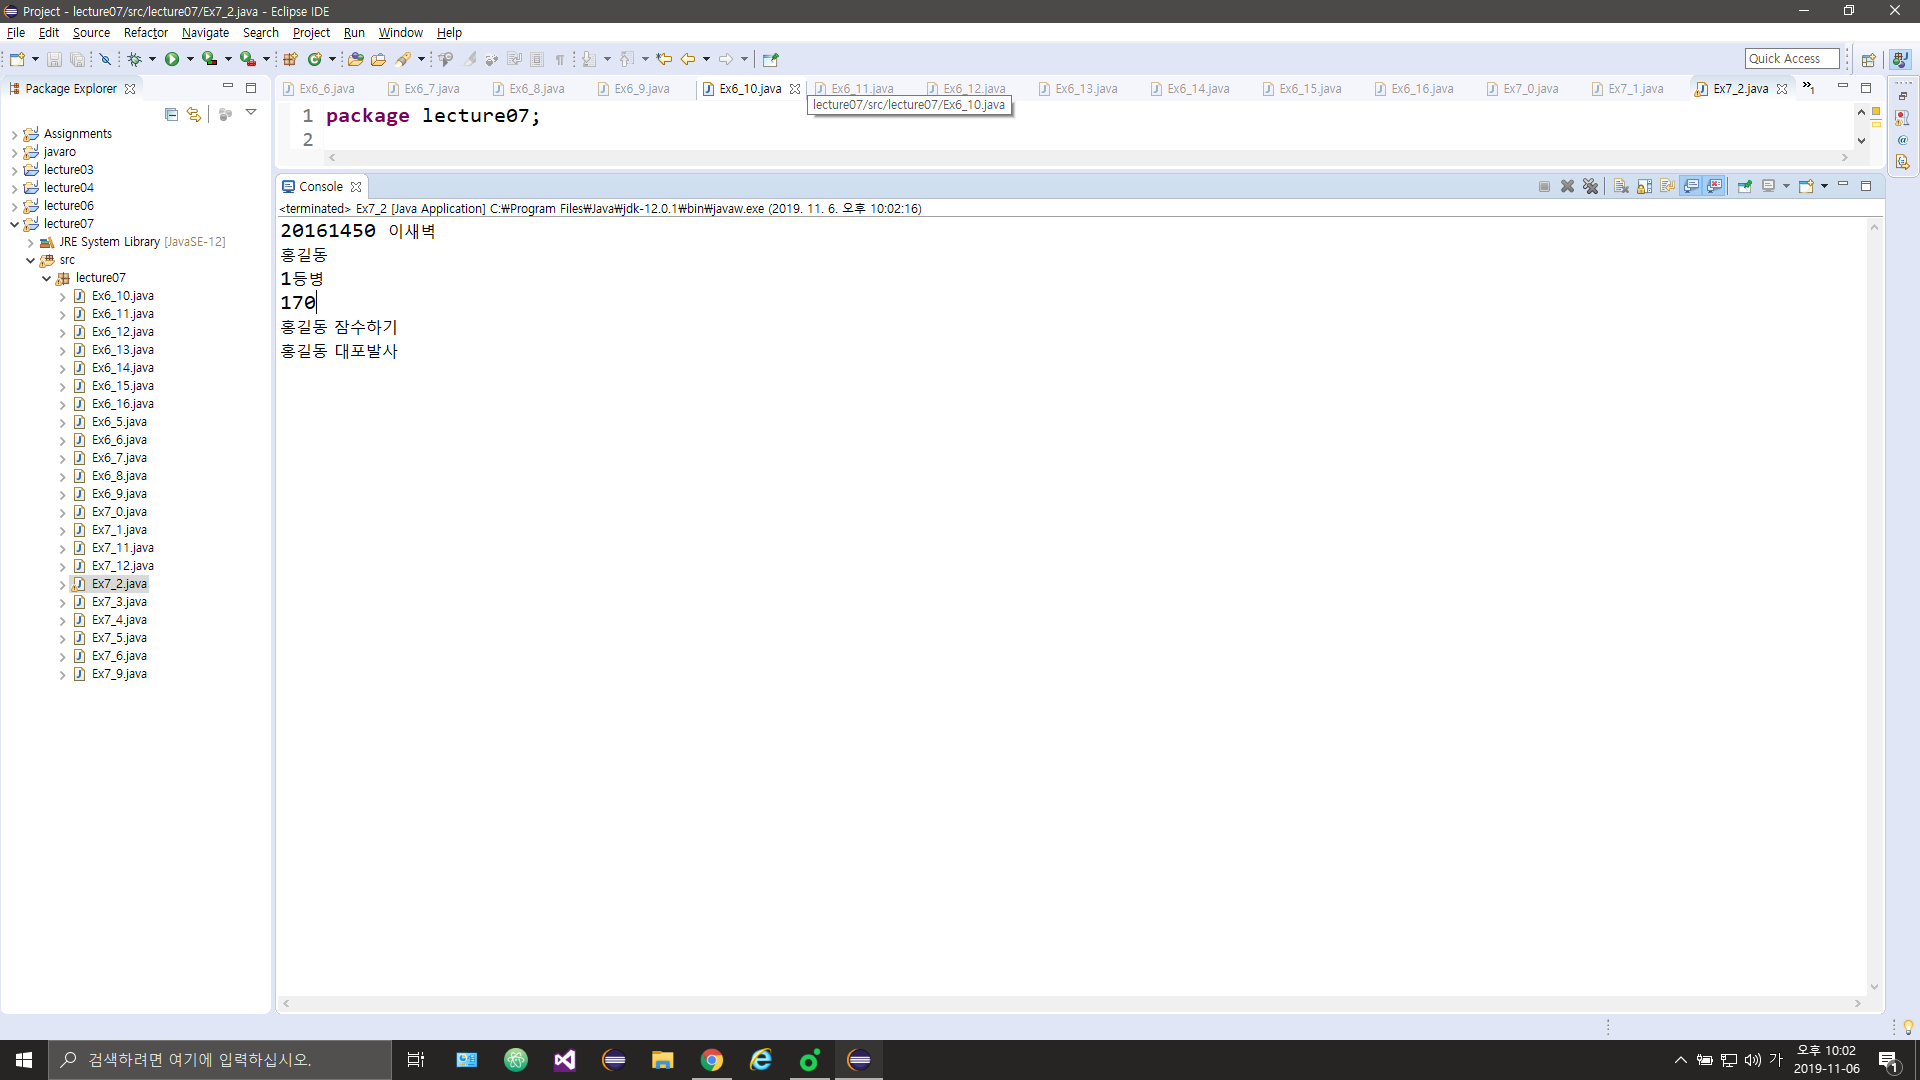 Project - lecture07/src/lecture07/Ex7_2.java - Eclipse IDE
File Edit Source Refactor Navigate Search Project Run Window Help
Quick Access
Package Explorer
Ex6_6.java Ex6_7.java Ex6_8.java Ex6_9.java Ex6_10.java Ex6_11.java Ex6_12.java Ex6_13.java Ex6_14.java Ex6_15.java Ex6_16.java Ex7_0.java Ex7_1.java Ex7_2.java »1
lecture07/src/lecture07/Ex6_10.java
1 package lecture07;
2
Assignments
javaro
lecture03
lecture04
lecture06
lecture07
JRE System Library [JavaSE-12]
src
lecture07
Ex6_10.java
Ex6_11.java
Ex6_12.java
Ex6_13.java
Ex6_14.java
Ex6_15.java
Ex6_16.java
Ex6_5.java
Ex6_6.java
Ex6_7.java
Ex6_8.java
Ex6_9.java
Ex7_0.java
Ex7_1.java
Ex7_11.java
Ex7_12.java
Ex7_2.java
Ex7_3.java
Ex7_4.java
Ex7_5.java
Ex7_6.java
Ex7_9.java
Console
<terminated> Ex7_2 [Java Application] C:₩Program Files₩Java₩jdk-12.0.1₩bin₩javaw.exe (2019. 11. 6. 오후 10:02:16)
20161450 이새벽
홍길동
1등병
170
홍길동 잠수하기
홍길동 대포발사
검색하려면 여기에 입력하십시오.
가
오후 10:02
2019-11-06
1